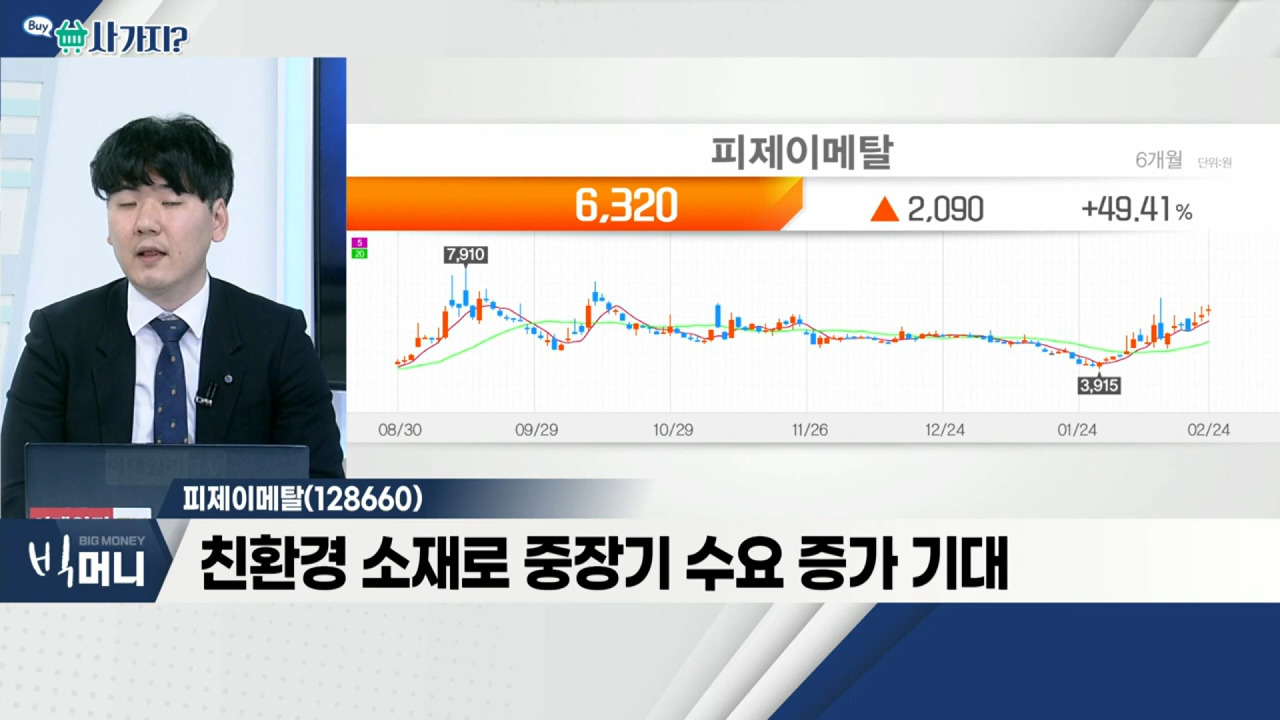 Buy
사 가지?
피제이메탈
6개월 단위:원
6,320 ▲ 2,090 +49.41%
5
20
7,910
3,915
08/30 09/29 10/29 11/26 12/24 01/24 02/24
피제이메탈(128660)
BIG MONEY
빅머니
친환경 소재로 중장기 수요 증가 기대